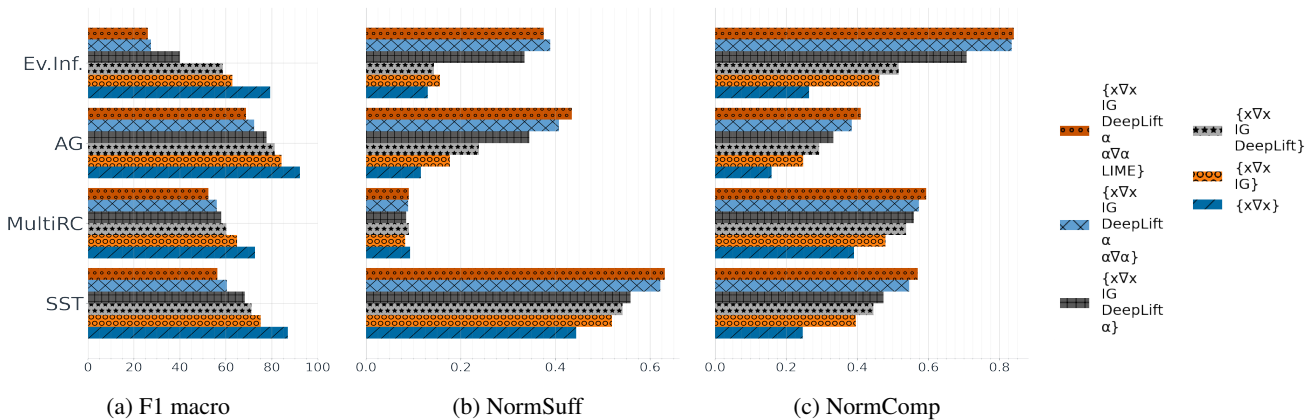 Ev.Inf.
AG
MultiRC
SST
0 20 40 60 80 100
0.0 0.2 0.4 0.6
0.0 0.2 0.4 0.6 0.8
{x∇x
IG
DeepLift
α
α∇α
LIME}
{x∇x
IG
DeepLift
α
α∇α}
{x∇x
IG
DeepLift
α}
{x∇x
IG
DeepLift}
{x∇x
IG}
{x∇x}
(a) F1 macro
(b) NormSuff
(c) NormComp